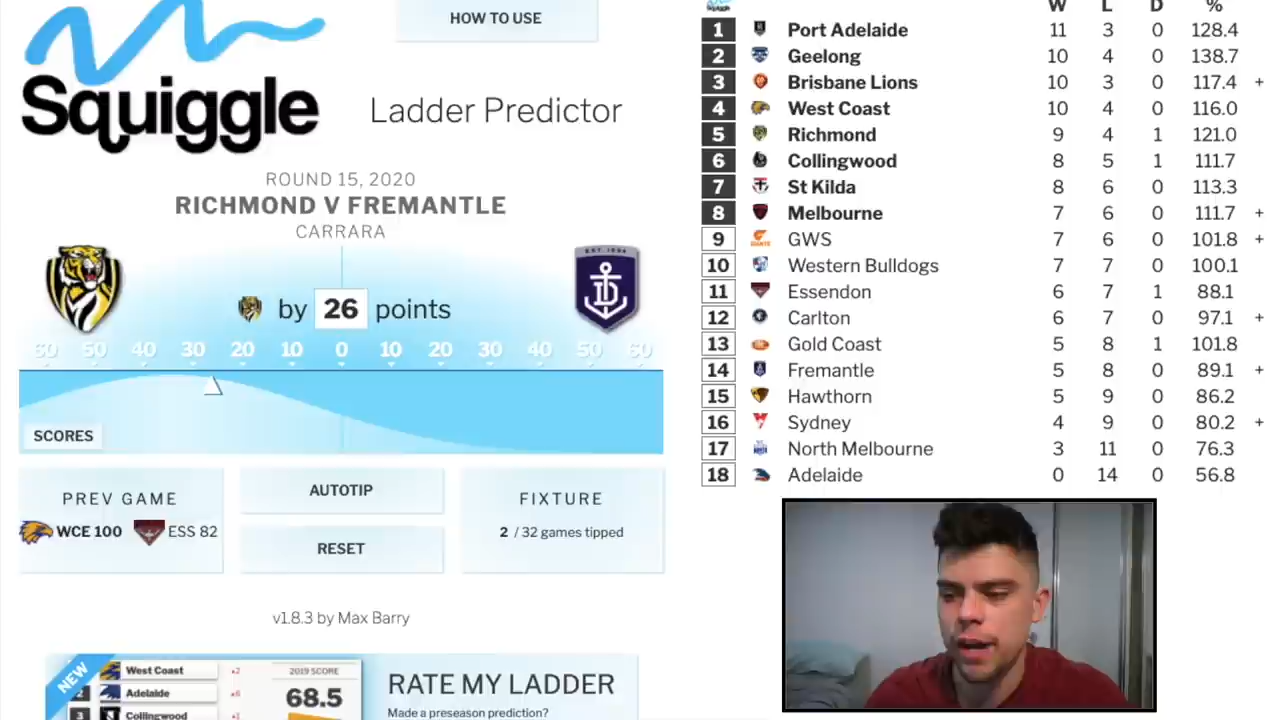 HOW TO USE
Squiggle
Ladder Predictor
ROUND 15, 2020
RICHMOND V FREMANTLE
CARRARA
EST. 1994
by 26 points
60 50 40 30 20 10 0 10 20 30 40 50 60
SCORES
PREV GAME
WCE 100 ESS 82
AUTOTIP
RESET
FIXTURE
2 / 32 games tipped
v1.8.3 by Max Barry
NEW
West Coast
2 Adelaide
3 Collingwood
2019 SCORE
68.5
RATE MY LADDER
Made a preseason prediction?
W L D %
1 Port Adelaide 11 3 0 128.4
2 Geelong 10 4 0 138.7
3 Brisbane Lions 10 3 0 117.4 +
4 West Coast 10 4 0 116.0
5 Richmond 9 4 1 121.0
6 Collingwood 8 5 1 111.7
7 St Kilda 8 6 0 113.3
8 Melbourne 7 6 0 111.7 +
9 GWS 7 6 0 101.8 +
10 Western Bulldogs 7 7 0 100.1
11 Essendon 6 7 1 88.1
12 Carlton 6 7 0 97.1 +
13 Gold Coast 5 8 1 101.8
14 Fremantle 5 8 0 89.1 +
15 Hawthorn 5 9 0 86.2
16 Sydney 4 9 0 80.2 +
17 North Melbourne 3 11 0 76.3
18 Adelaide 0 14 0 56.8